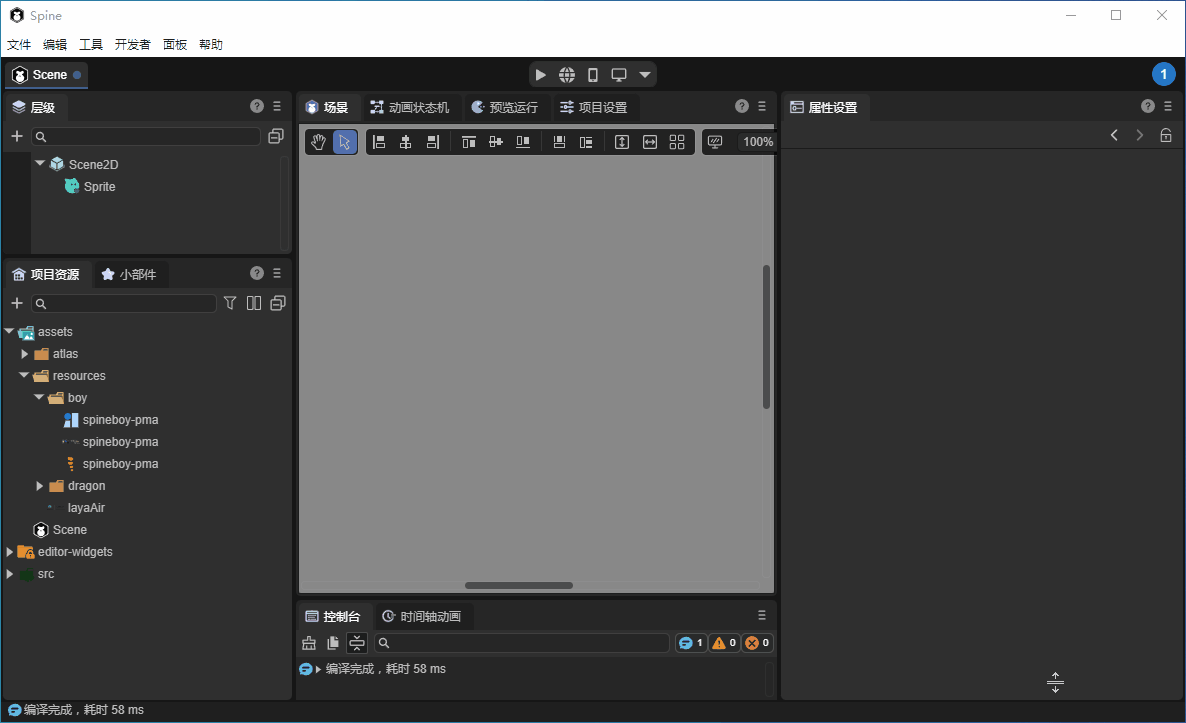 Spine
文件 编辑 工具 开发者 面板 帮助
Scene
1
层级
Scene2D
Sprite
项目资源 小部件
assets
atlas
resources
boy
spineboy-pma
spineboy-pma
spineboy-pma
dragon
layaAir
Scene
editor-widgets
src
场景 动画状态机 预览运行 项目设置
100%
控制台 时间轴动画
1 0 0
编译完成，耗时 58 ms
属性设置
编译完成，耗时 58 ms